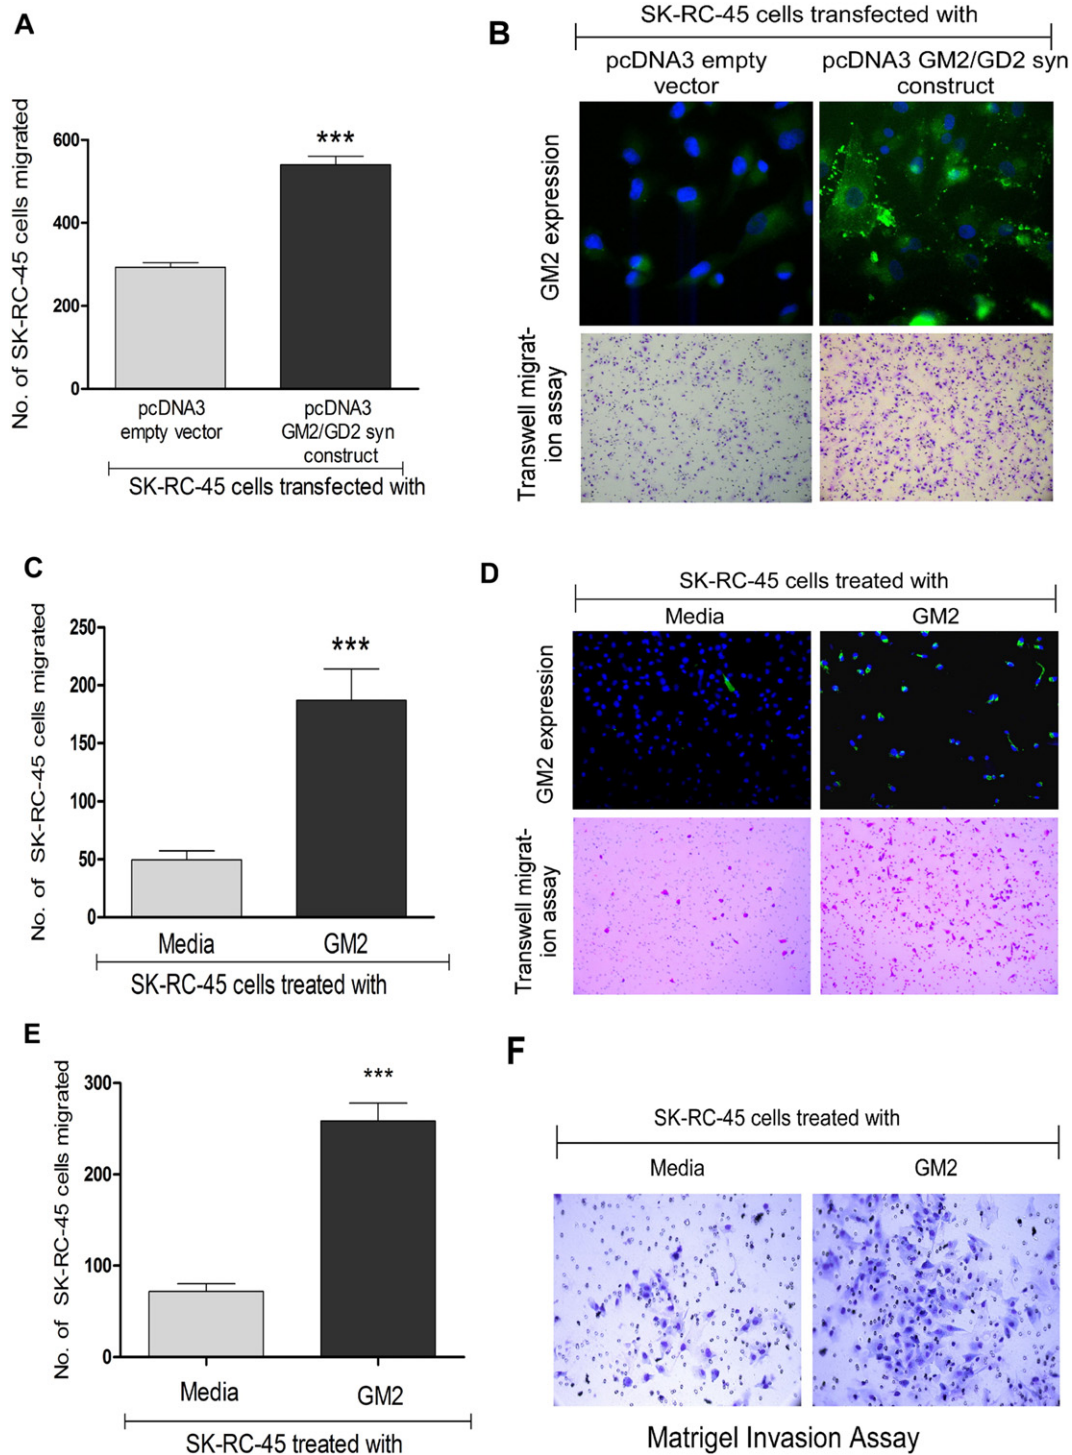 A
No. of SK-RC-45 cells migrated
600
400
200
0
***
pcDNA3
empty vector
pcDNA3
GM2/GD2 syn
construct
SK-RC-45 cells transfected with
B
SK-RC-45 cells transfected with
pcDNA3 empty
vector
pcDNA3 GM2/GD2 syn
construct
GM2 expression
Transwell migrat-
ion assay
C
No. of SK-RC-45 cells migrated
250
200
150
100
50
0
***
Media
GM2
SK-RC-45 cells treated with
D
SK-RC-45 cells treated with
Media
GM2
GM2 expression
Transwell migrat-
ion assay
E
No. of SK-RC-45 cells migrated
300
200
100
0
***
Media
GM2
SK-RC-45 treated with
F
SK-RC-45 cells treated with
Media
GM2
Matrigel Invasion Assay